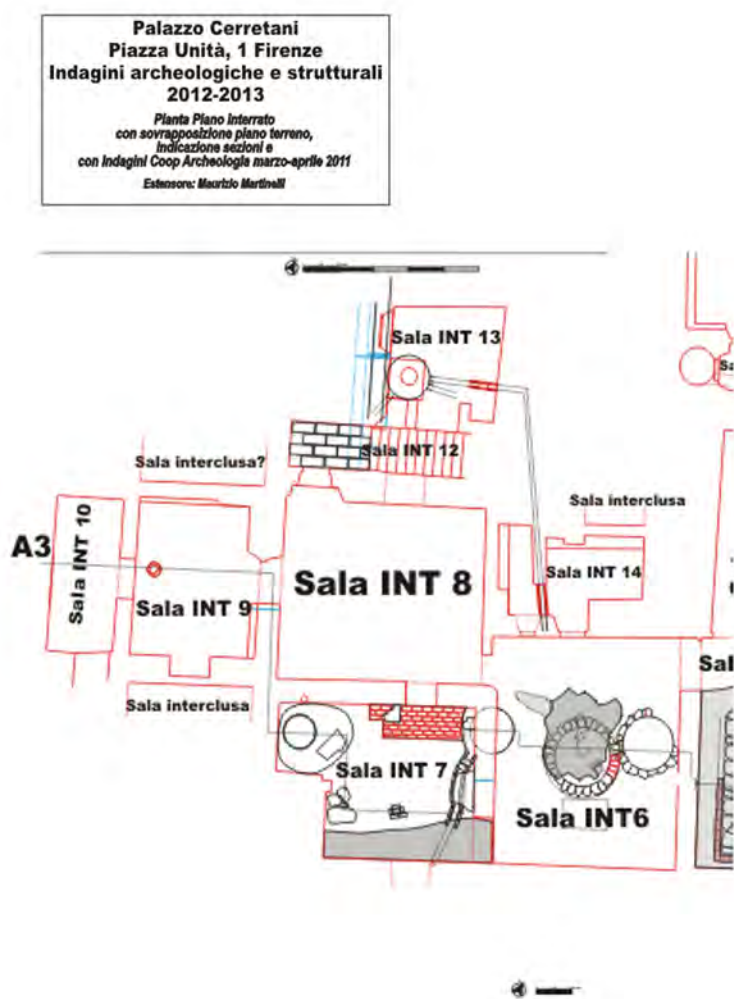 Palazzo Cerretani
Piazza Unità, 1 Firenze
Indagini archeologiche e strutturali
2012-2013
Pianta Piano Interrato
con sovrapposizione piano terreno,
indicazione sezioni e
con indagini Coop Archeologia marzo-aprile 2011
Estensore: Maurizio Martinelli
Sala INT 13
Sala INT 12
Sala interclusa?
Sala interclusa
A3
Sala INT 10
Sala INT 9
Sala INT 8
Sala INT 14
Sala interclusa
Sala INT 7
Sala INT6